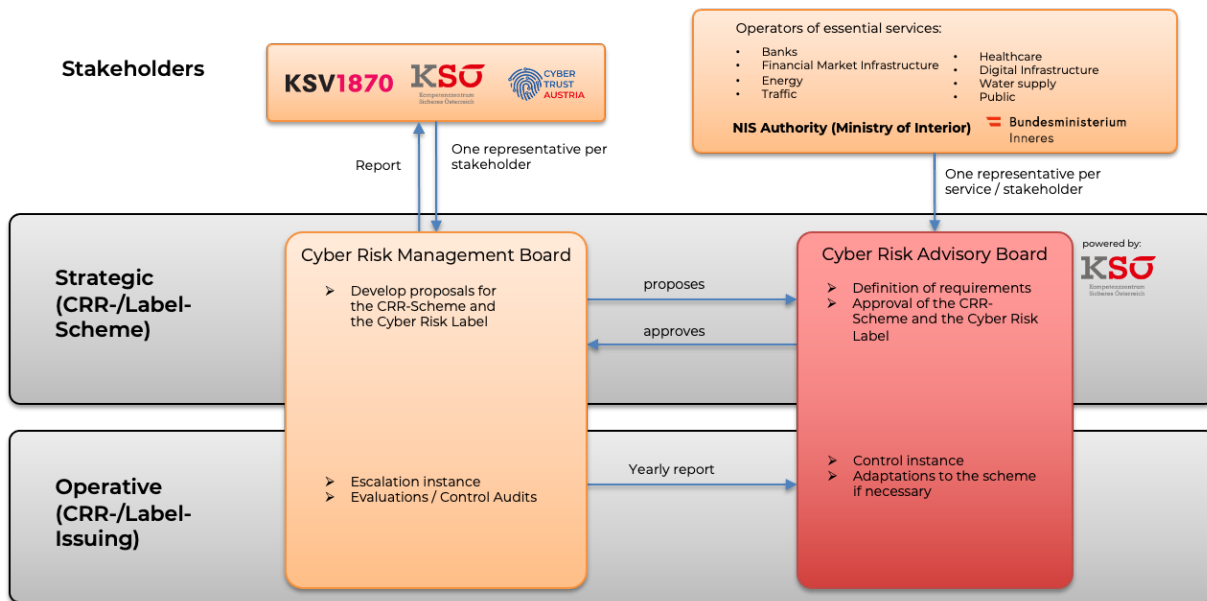 Stakeholders
KSV1870
KSÖ
Kompetenzzentrum
Sicheres Österreich
CYBER
TRUST
AUSTRIA
Operators of essential services:
• Banks
• Financial Market Infrastructure
• Energy
• Traffic
• Healthcare
• Digital Infrastructure
• Water supply
• Public
NIS Authority (Ministry of Interior)
Bundesministerium
Inneres
Report
One representative per
stakeholder
One representative per
service / stakeholder
Strategic
(CRR-/Label-
Scheme)
Cyber Risk Management Board
➢ Develop proposals for
the CRR-Scheme and
the Cyber Risk Label
proposes
approves
Cyber Risk Advisory Board
➢ Definition of requirements
➢ Approval of the CRR-
Scheme and the Cyber Risk
Label
powered by:
KSÖ
Kompetenzzentrum
Sicheres Österreich
Operative
(CRR-/Label-
Issuing)
➢ Escalation instance
➢ Evaluations / Control Audits
Yearly report
➢ Control instance
➢ Adaptations to the scheme
if necessary